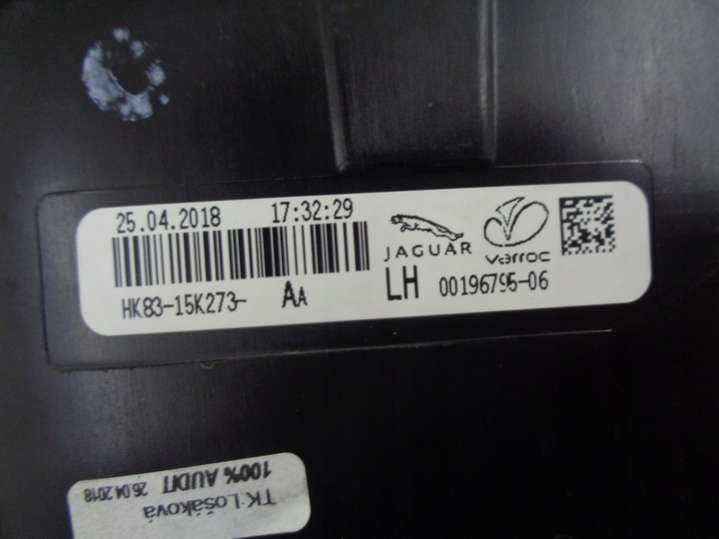 25.04.2018 17:32:29
JAGUAR
varroc
HK83-15K273- AA
LH 00196795-06
TK Lošáková
100% AUDIT 26.04.2018